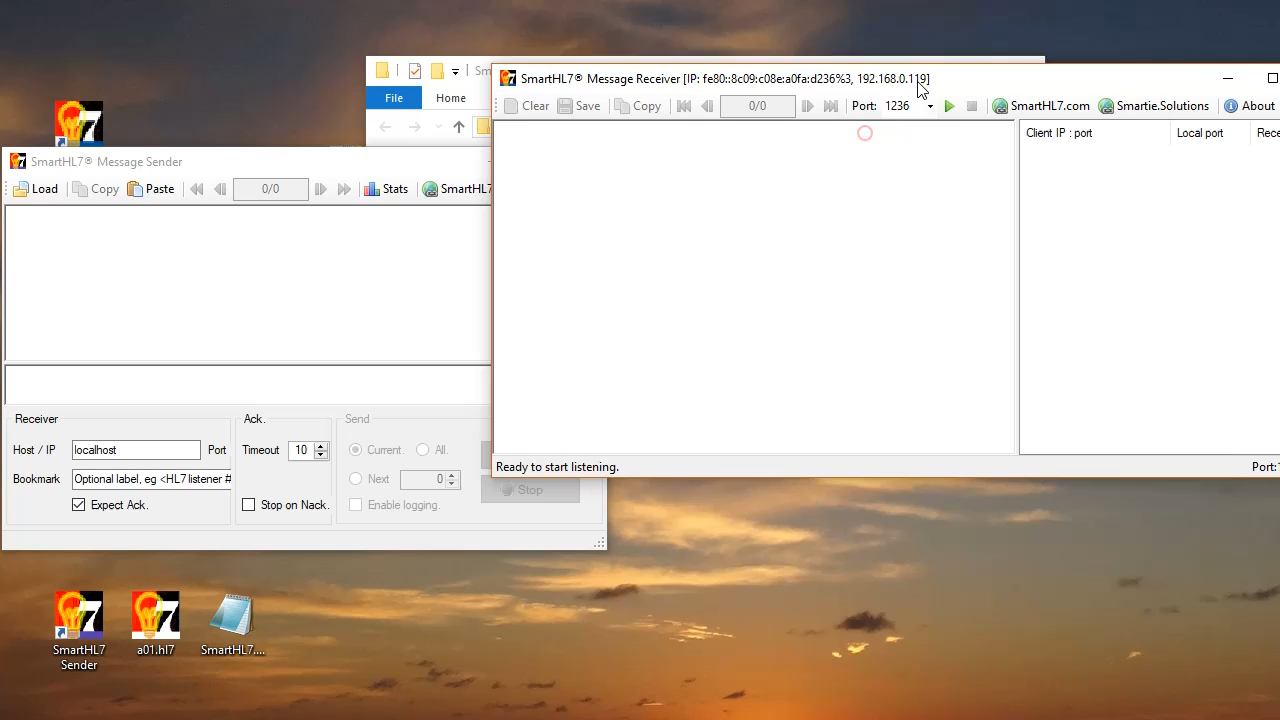 Sm
File Home
SmartHL7® Message Receiver [IP: fe80::8c09:c08e:a0fa:d236%3, 192.168.0.119]
Clear Save Copy 0/0 Port: 1236 SmartHL7.com Smartie.Solutions About
Client IP : port Local port Rece
Ready to start listening. Port:
SmartHL7® Message Sender
Load Copy Paste 0/0 Stats SmartHL7
Receiver Ack. Send
Host / IP localhost Port Timeout 10 Current. All.
Bookmark Optional label, eg <HL7 listener # Next 0 Stop
Expect Ack. Stop on Nack. Enable logging.
SmartHL7 Sender
a01.hl7
SmartHL7....